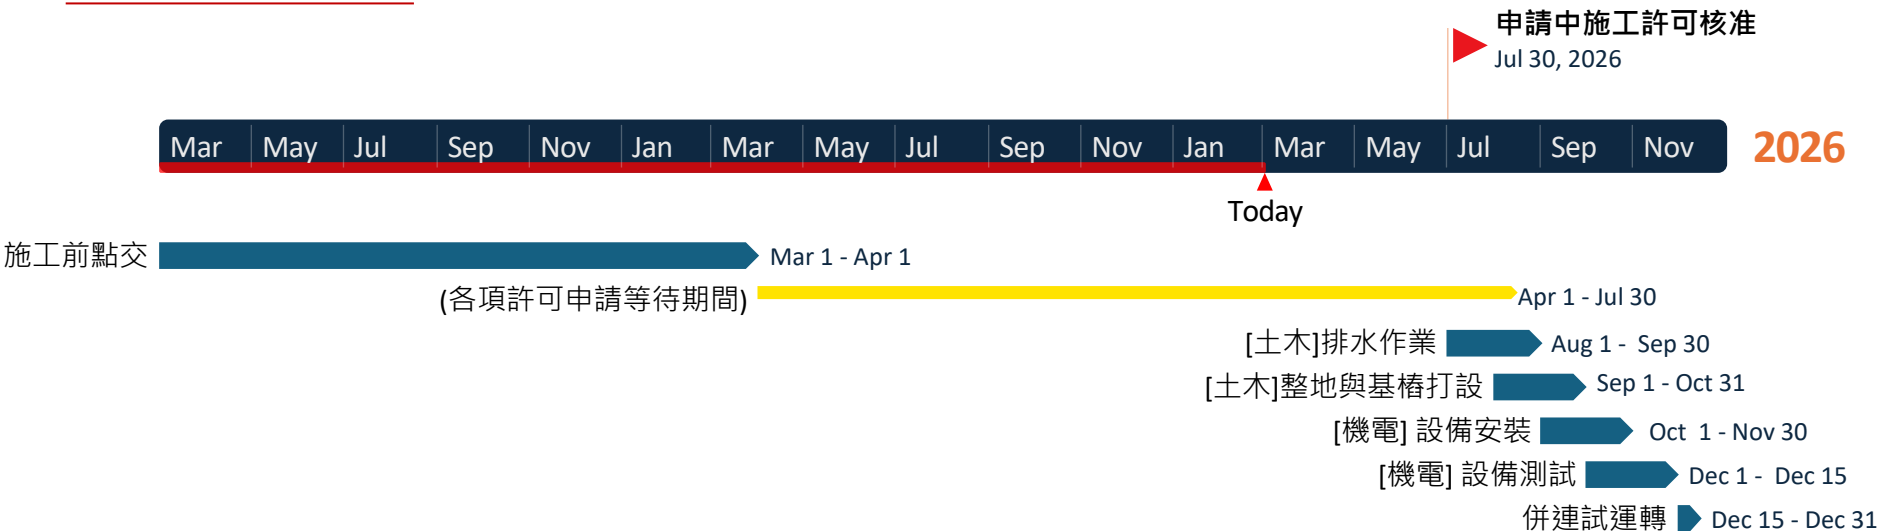 申請中施工許可核准
Jul 30, 2026
Mar May Jul Sep Nov Jan Mar May Jul Sep Nov Jan Mar May Jul Sep Nov 2026
Today
施工前點交 Mar 1 - Apr 1
(各項許可申請等待期間) Apr 1 - Jul 30
[土木]排水作業 Aug 1 - Sep 30
[土木]整地與基樁打設 Sep 1 - Oct 31
[機電] 設備安裝 Oct 1 - Nov 30
[機電] 設備測試 Dec 1 - Dec 15
併連試運轉 Dec 15 - Dec 31